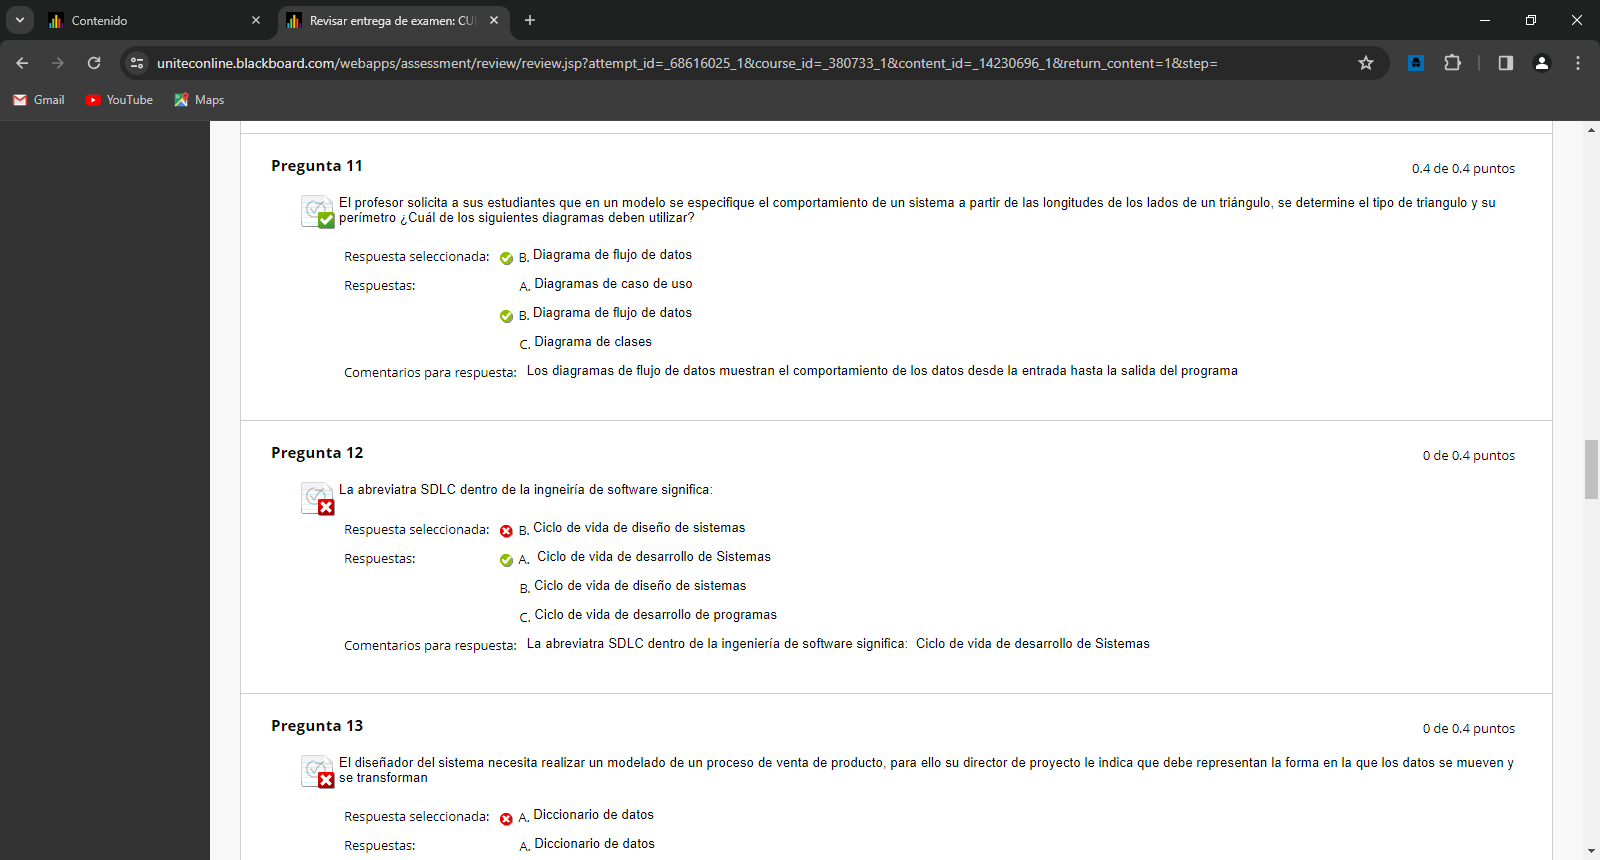 Contenido
Revisar entrega de examen: CU
uniteconline.blackboard.com/webapps/assessment/review/review.jsp?attempt_id=_68616025_1&course_id=_380733_1&content_id=_14230696_1&return_content=1&step=
Gmail YouTube Maps
Pregunta 11
0.4 de 0.4 puntos
El profesor solicita a sus estudiantes que en un modelo se especifique el comportamiento de un sistema a partir de las longitudes de los lados de un triángulo, se determine el tipo de triangulo y su
perímetro ¿Cuál de los siguientes diagramas deben utilizar?
Respuesta seleccionada: B. Diagrama de flujo de datos
Respuestas: A. Diagramas de caso de uso
B. Diagrama de flujo de datos
C. Diagrama de clases
Comentarios para respuesta: Los diagramas de flujo de datos muestran el comportamiento de los datos desde la entrada hasta la salida del programa
Pregunta 12
0 de 0.4 puntos
La abreviatra SDLC dentro de la ingneiría de software significa:
Respuesta seleccionada: B. Ciclo de vida de diseño de sistemas
Respuestas: A. Ciclo de vida de desarrollo de Sistemas
B. Ciclo de vida de diseño de sistemas
C. Ciclo de vida de desarrollo de programas
Comentarios para respuesta: La abreviatra SDLC dentro de la ingeniería de software significa: Ciclo de vida de desarrollo de Sistemas
Pregunta 13
0 de 0.4 puntos
El diseñador del sistema necesita realizar un modelado de un proceso de venta de producto, para ello su director de proyecto le indica que debe representan la forma en la que los datos se mueven y
se transforman
Respuesta seleccionada: A. Diccionario de datos
Respuestas: A. Diccionario de datos